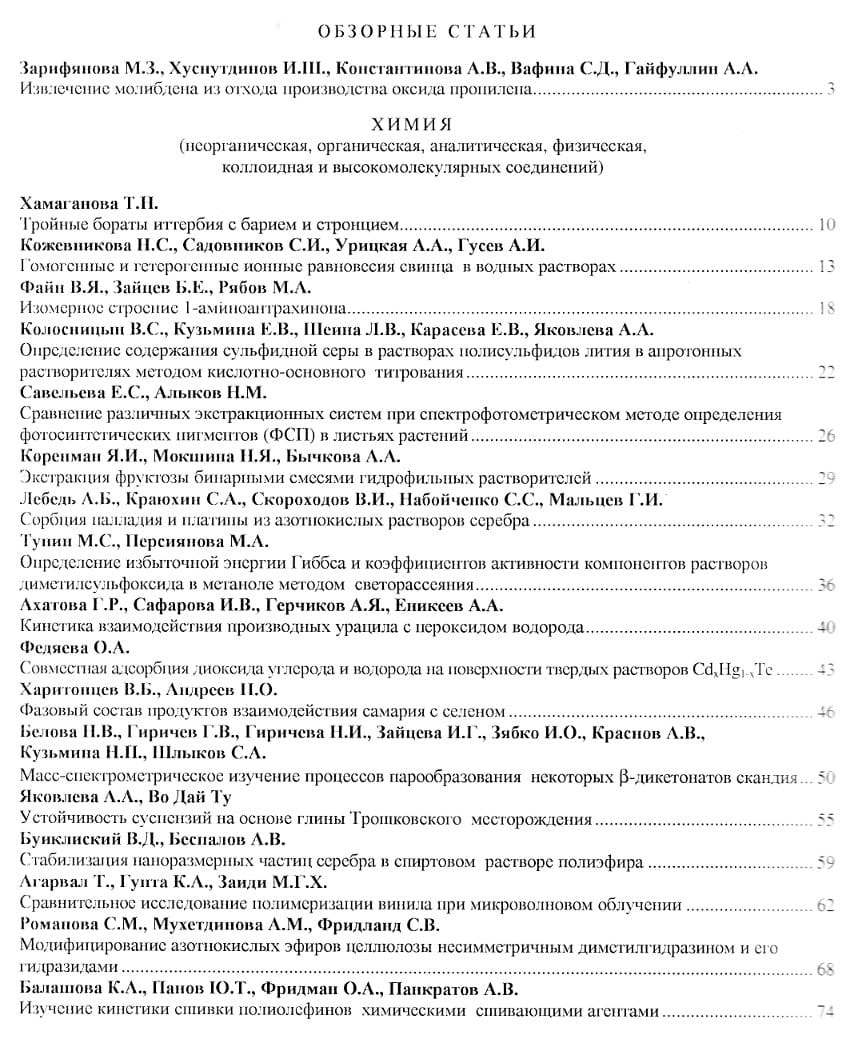 ОБЗОРНЫЕ СТАТЬИ
Зарифянова М.З., Хуснутдинов И.Ш., Константинова А.В., Вафина С.Д., Гайфуллин А.А.
Извлечение молибдена из отхода производства оксида пропилена........ 3
ХИМИЯ
(неорганическая, органическая, аналитическая, физическая,
коллоидная и высокомолекулярных соединений)
Хамаганова Т.Н.
Тройные бораты иттербия с барием и стронцием........ 10
Кожевникова Н.С., Садовников С.И., Урицкая А.А., Гусев А.И.
Гомогенные и гетерогенные ионные равновесия свинца в водных растворах ........ 13
Файн В.Я., Зайцев Б.Е., Рябов М.А.
Изомерное строение 1-аминоантрахинона........ 18
Колосницын В.С., Кузьмина Е.В., Шеина Л.В., Карасева Е.В., Яковлева А.А.
Определение содержания сульфидной серы в растворах полисульфидов лития в апротонных
растворителях методом кислотно-основного титрования ........ 22
Савельева Е.С., Алыков Н.М.
Сравнение различных экстракционных систем при спектрофотометрическом методе определения
фотосинтетических пигментов (ФСП) в листьях растений ........ 26
Коренман Я.И., Мокшина Н.Я., Бычкова А.А.
Экстракция фруктозы бинарными смесями гидрофильных растворителей ........ 29
Лебедь А.Б., Краюхин С.А., Скороходов В.И., Набойченко С.С., Мальцев Г.И.
Сорбция палладия и платины из азотнокислых растворов серебра ........ 32
Тунин М.С., Персиянова М.А.
Определение избыточной энергии Гиббса и коэффициентов активности компонентов растворов
диметилсульфоксида в метаноле методом светорассеяния........ 36
Ахатова Г.Р., Сафарова И.В., Герчиков А.Я., Еникеев А.А.
Кинетика взаимодействия производных урацила с пероксидом водорода........ 40
Федяева О.А.
Совместная адсорбция диоксида углерода и водорода на поверхности твердых растворов CdₓHg₁₋ₓTe ........ 43
Харитонцев В.Б., Андреев П.О.
Фазовый состав продуктов взаимодействия самария с селеном ........ 46
Белова Н.В., Гиричев Г.В., Гиричева Н.И., Зайцева И.Г., Зябко И.О., Краснов А.В.,
Кузьмина Н.П., Шлыков С.А.
Масс-спектрометрическое изучение процессов парообразования некоторых β-дикетонатов скандия... 50
Яковлева А.А., Во Дай Ту
Устойчивость суспензий на основе глины Трошковского месторождения ........ 55
Буиклиский В.Д., Беспалов А.В.
Стабилизация наноразмерных частиц серебра в спиртовом растворе полиэфира ........ 59
Агарвал Т., Гупта К.А., Заиди М.Г.Х.
Сравнительное исследование полимеризации винила при микроволновом облучении ........ 62
Романова С.М., Мухетдинова А.М., Фридланд С.В.
Модифицирование азотнокислых эфиров целлюлозы несимметричным диметилгидразином и его
гидразидами ........ 68
Балашова К.А., Панов Ю.Т., Фридман О.А., Панкратов А.В.
Изучение кинетики сшивки полиолефинов химическими сшивающими агентами ........ 74